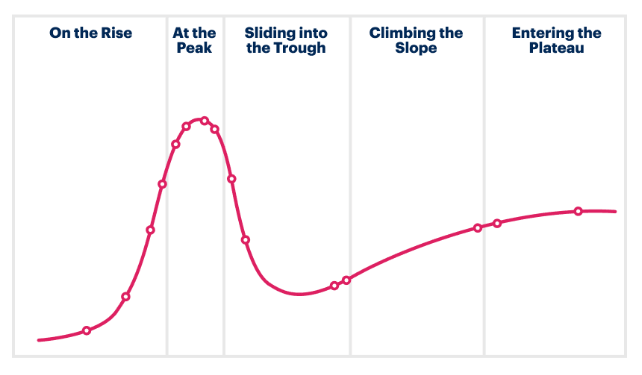 On the Rise
At the
Peak
Sliding into
the Trough
Climbing the
Slope
Entering the
Plateau